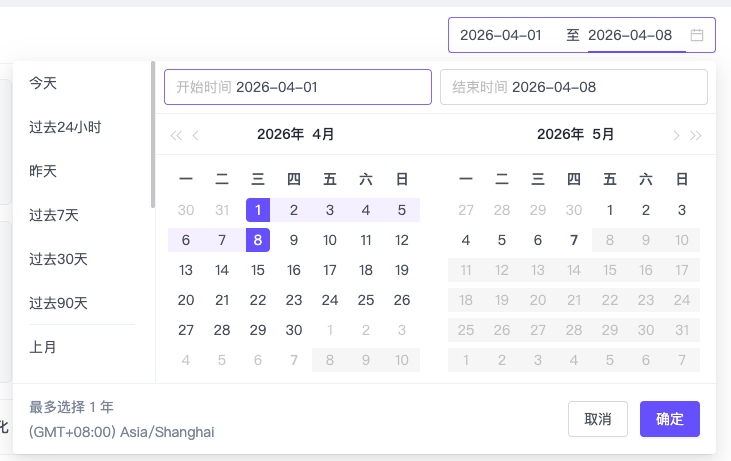 2026-04-01 至 2026-04-08
今天
过去24小时
昨天
过去7天
过去30天
过去90天
上月
开始时间 2026-04-01 结束时间 2026-04-08
2026年 4月
一 二 三 四 五 六 日
30 31 1 2 3 4 5
6 7 8 9 10 11 12
13 14 15 16 17 18 19
20 21 22 23 24 25 26
27 28 29 30 1 2 3
4 5 6 7 8 9 10
2026年 5月
一 二 三 四 五 六 日
27 28 29 30 1 2 3
4 5 6 7 8 9 10
11 12 13 14 15 16 17
18 19 20 21 22 23 24
25 26 27 28 29 30 31
1 2 3 4 5 6 7
最多选择 1 年
(GMT+08:00) Asia/Shanghai
取消 确定